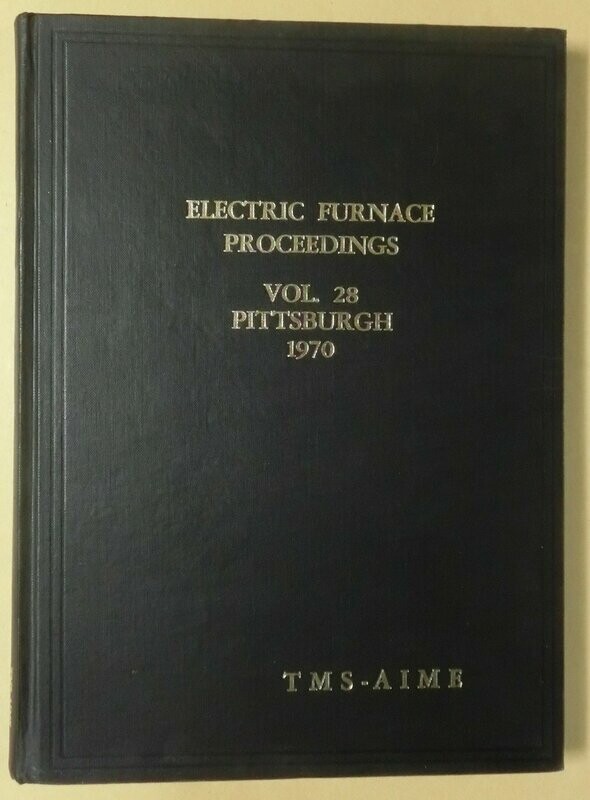 ELECTRIC FURNACE
PROCEEDINGS
VOL. 28
PITTSBURGH
1970
TMS-AIME